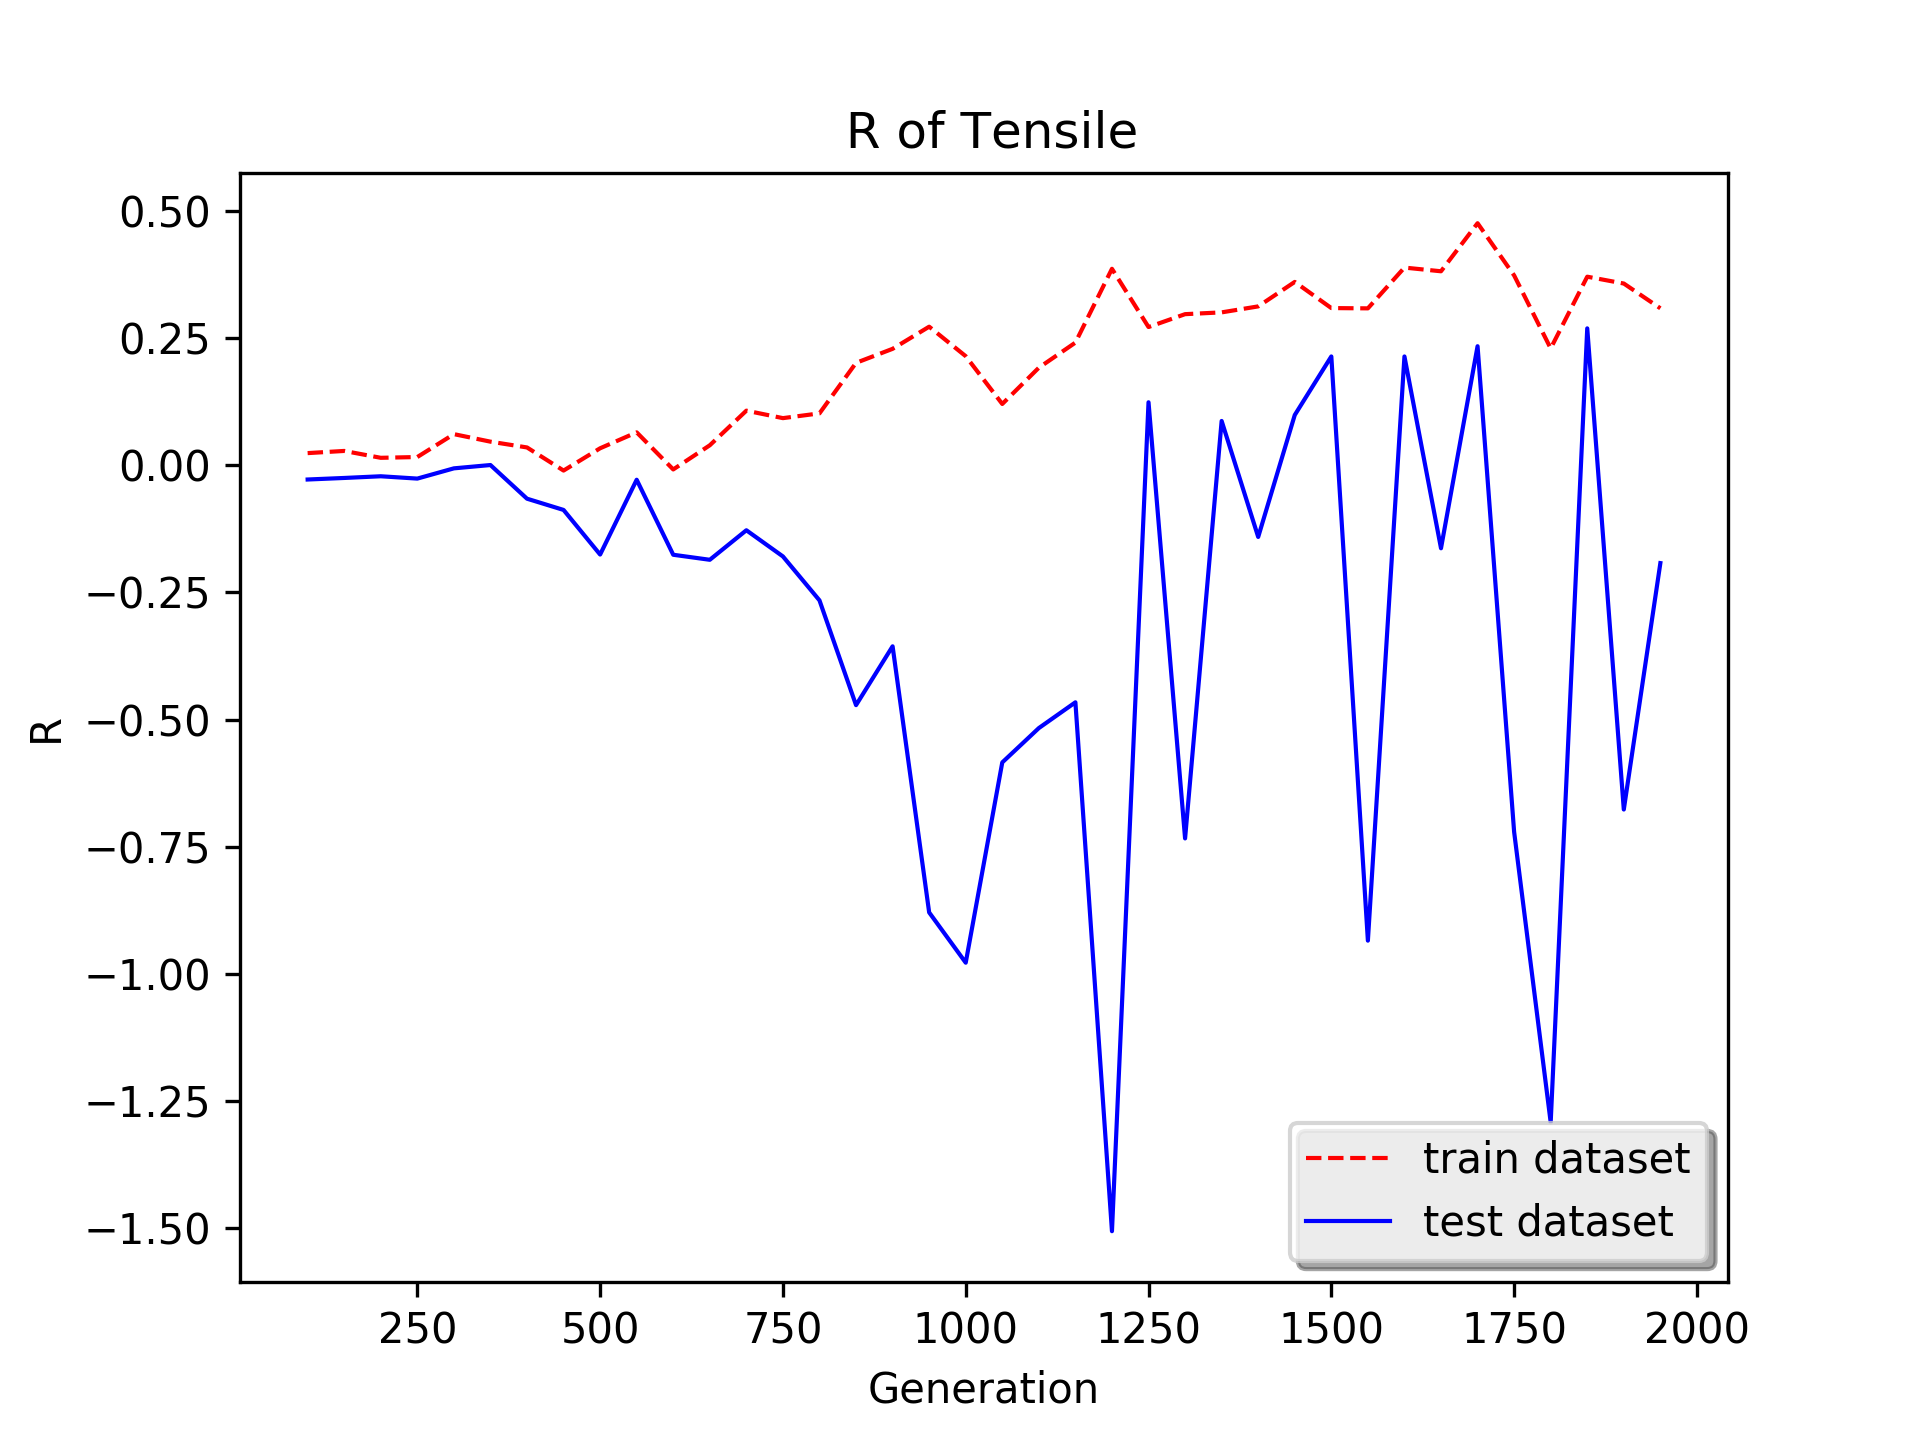 R of Tensile
0.50
0.25
0.00
−0.25
−0.50
−0.75
−1.00
−1.25
−1.50
R
train dataset
test dataset
250 500 750 1000 1250 1500 1750 2000
Generation